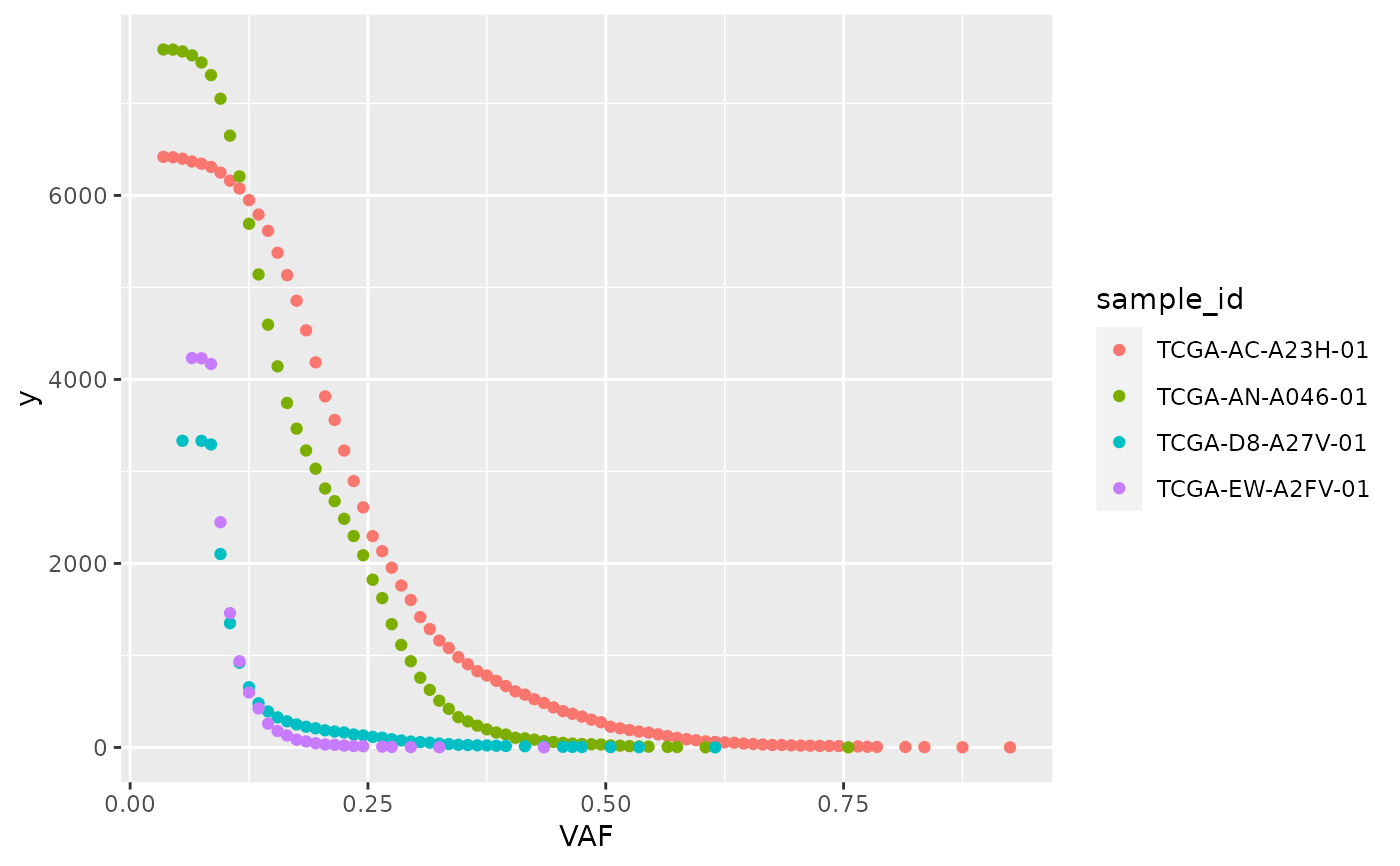 y
6000
4000
2000
0
0.00
0.25
0.50
0.75
VAF
sample_id
TCGA-AC-A23H-01
TCGA-AN-A046-01
TCGA-D8-A27V-01
TCGA-EW-A2FV-01